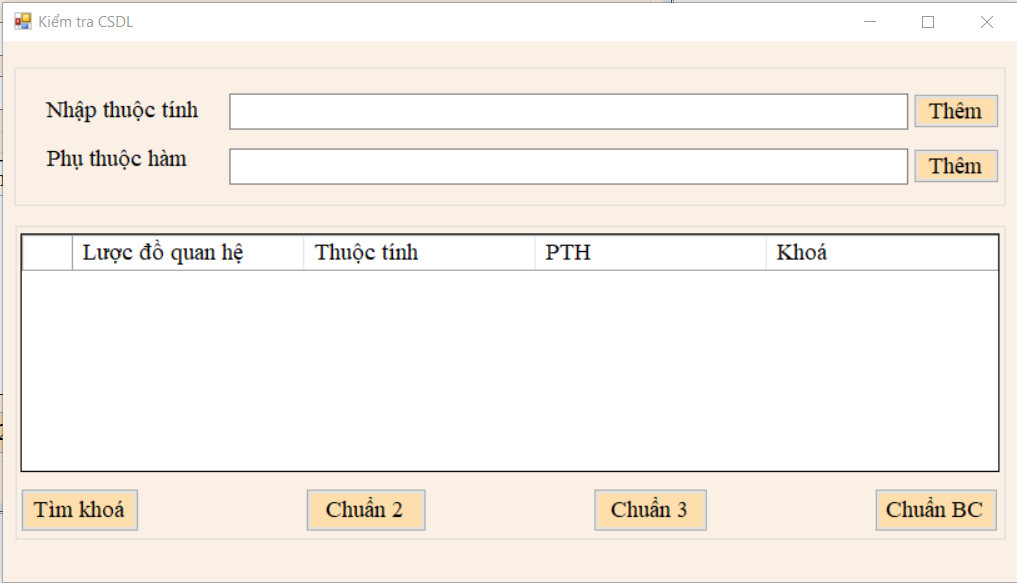 Kiểm tra CSDL
Nhập thuộc tính
Thêm
Phụ thuộc hàm
Thêm
Lược đồ quan hệ Thuộc tính PTH Khoá
Tìm khoá Chuẩn 2 Chuẩn 3 Chuẩn BC